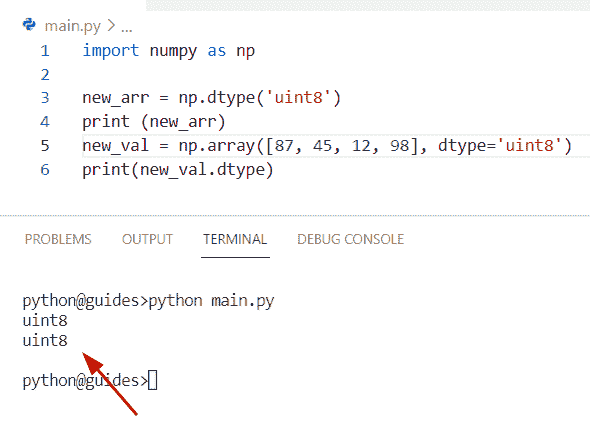 main.py > ...
1 import numpy as np
2
3 new_arr = np.dtype('uint8')
4 print (new_arr)
5 new_val = np.array([87, 45, 12, 98], dtype='uint8')
6 print(new_val.dtype)
PROBLEMS OUTPUT TERMINAL DEBUG CONSOLE
python@guides>python main.py
uint8
uint8
python@guides>